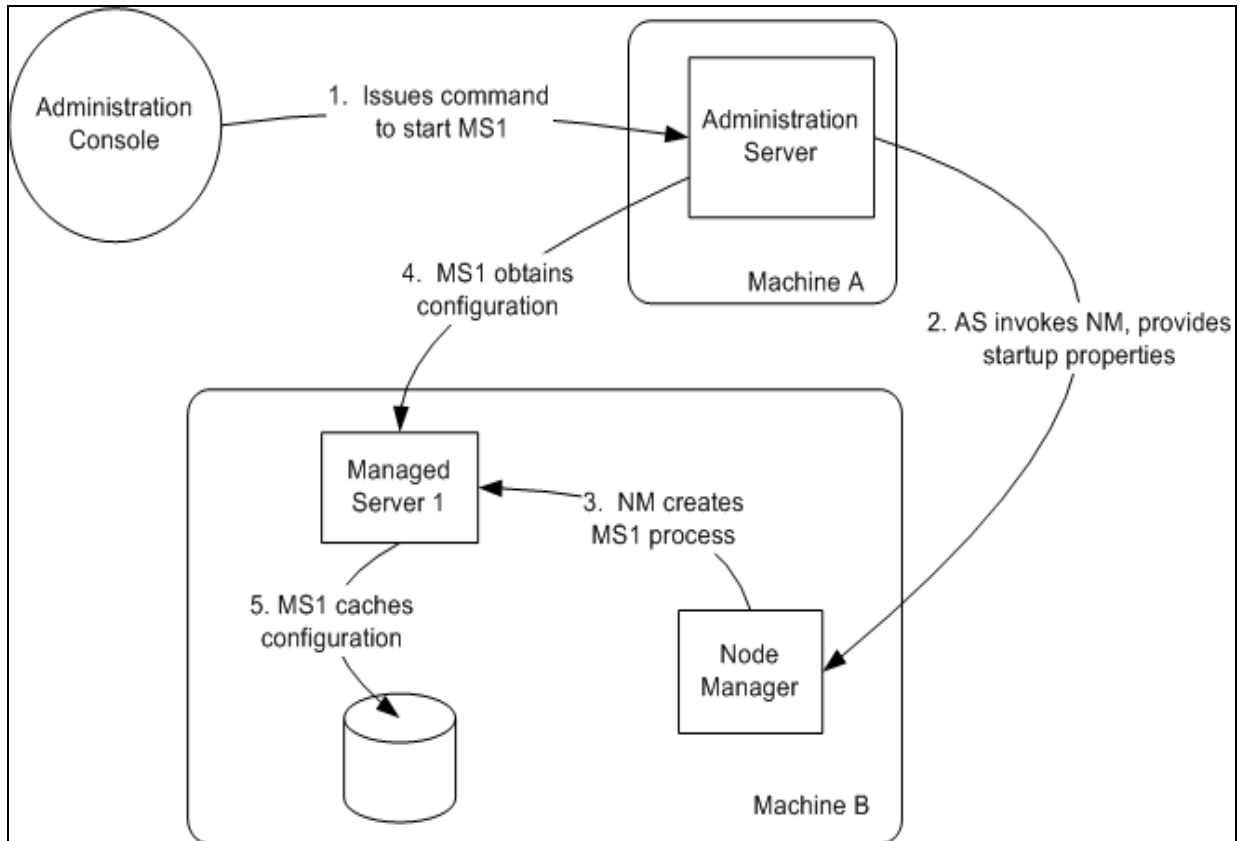 Administration
Console
1. Issues command
to start MS1
Administration
Server
Machine A
4. MS1 obtains
configuration
2. AS invokes NM, provides
startup properties
Managed
Server 1
3. NM creates
MS1 process
5. MS1 caches
configuration
Node
Manager
Machine B